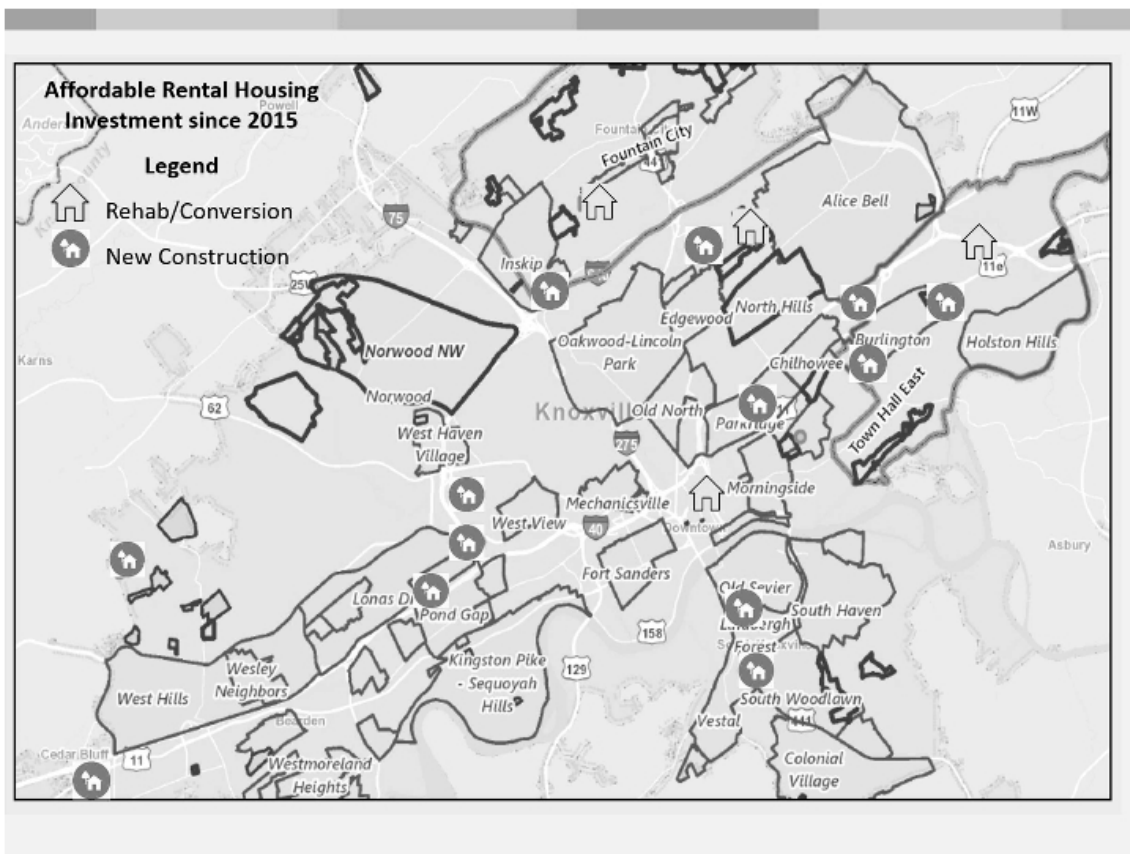 Affordable Rental Housing
Investment since 2015
Legend
Rehab/Conversion
New Construction
Powell
County
75
25W
62
Karns
Fountain City
44
11W
Alice Bell
11e
Inskip
North Hills
Edgewood
Oakwood-Lincoln
Park
Norwood NW
Norwood
Burlington
Holston Hills
Chilhowee
Town Hall East
Old North
Parkridge
11
West Haven
Village
275
Mechanicsville
Morningside
West View
40
Downtown
Asbury
Fort Sanders
Lonas
Pond Gap
Old Sevier
South Haven
158
Forest
Kingston Pike
- Sequoyah
Hills
129
Wesley
Neighbors
West Hills
South Woodlawn
Vestal
441
Bearden
Cedar Bluff
11
Westmoreland
Heights
Colonial
Village